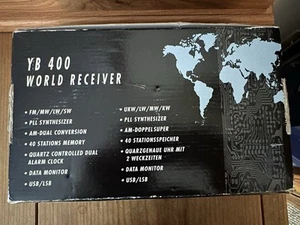 YB 400
WORLD RECEIVER
• FM/MW/LW/SW
• PLL SYNTHESIZER
• AM-DUAL CONVERSION
• 40 STATIONS MEMORY
• QUARTZ CONTROLLED DUAL
ALARM CLOCK
• DATA MONITOR
• USB/LSB
• UKW/LW/MW/KW
• PLL SYNTHESIZER
• AM-DOPPELSUPER
• 40 STATIONSSPEICHER
• QUARZGENAUE UHR MIT
2 WECKZEITEN
• DATA MONITOR
• USB/LSB